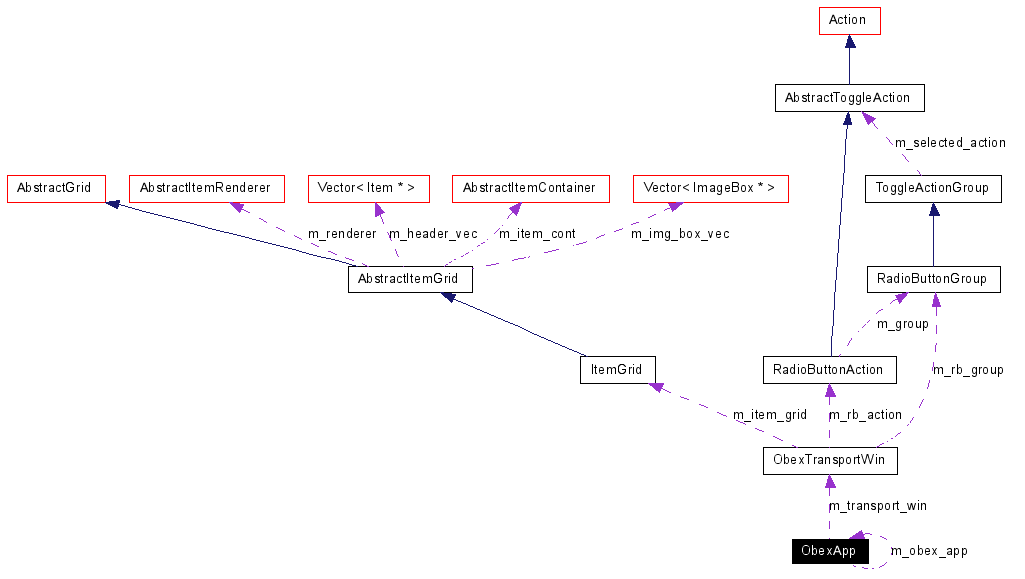 Action
AbstractToggleAction
m_selected_action
AbstractGrid
AbstractItemRenderer
Vector< Item * >
AbstractItemContainer
Vector< ImageBox * >
ToggleActionGroup
m_renderer
m_header_vec
m_item_cont
m_img_box_vec
AbstractItemGrid
RadioButtonGroup
m_group
ItemGrid
RadioButtonAction
m_rb_group
m_item_grid
m_rb_action
ObexTransportWin
m_transport_win
ObexApp
m_obex_app